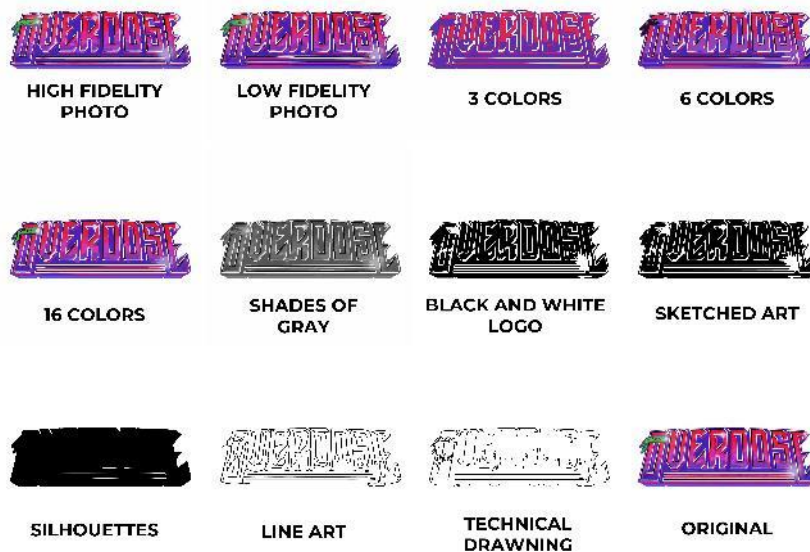 OVERDOSE OVERDOSE OVERDOSE OVERDOSE
HIGH FIDELITY
PHOTO
LOW FIDELITY
PHOTO
3 COLORS
6 COLORS
OVERDOSE OVERDOSE OVERDOSE OVERDOSE
16 COLORS
SHADES OF
GRAY
BLACK AND WHITE
LOGO
SKETCHED ART
OVERDOSE OVERDOSE OVERDOSE
SILHOUETTES
LINE ART
TECHNICAL
DRAWNING
ORIGINAL